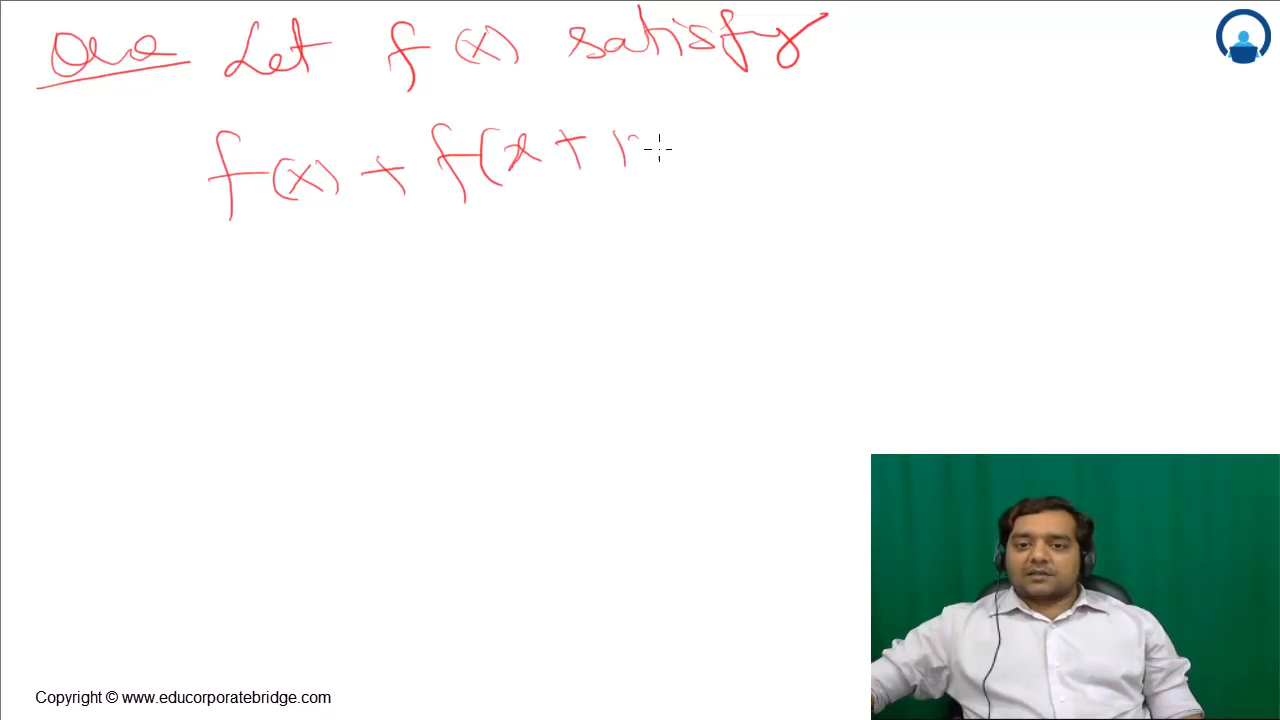 Que Let f(x) satisfy
f(x) + f(x + 1
Copyright © www.educorporatebridge.com